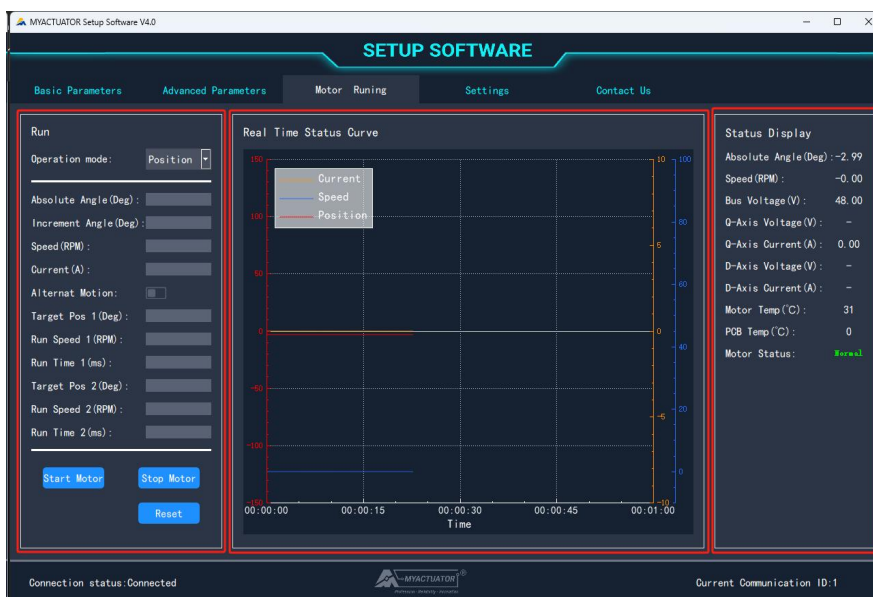 MYACTUATOR Setup Software V4.0
SETUP SOFTWARE
Basic Parameters
Advanced Parameters
Motor Runing
Settings
Contact Us
Run
Operation mode: Position
Absolute Angle(Deg):
Increment Angle(Deg):
Speed(RPM):
Current(A):
Alternat Motion:
Target Pos 1(Deg):
Run Speed 1(RPM):
Run Time 1(ms):
Target Pos 2(Deg):
Run Speed 2(RPM):
Run Time 2(ms):
Start Motor
Stop Motor
Reset
Real Time Status Curve
Current
Speed
Position
150
100
50
0
-50
-100
-150
10
5
0
-5
-10
100
80
60
40
20
0
00:00:00 00:00:15 00:00:30 00:00:45 00:01:00
Time
Status Display
Absolute Angle(Deg):-2.99
Speed(RPM): -0.00
Bus Voltage(V): 48.00
Q-Axis Voltage(V): -
Q-Axis Current(A): 0.00
D-Axis Voltage(V): -
D-Axis Current(A): -
Motor Temp(℃): 31
PCB Temp(℃): 0
Motor Status: Normal
Connection status:Connected
MYACTUATOR®
Current Communication ID:1